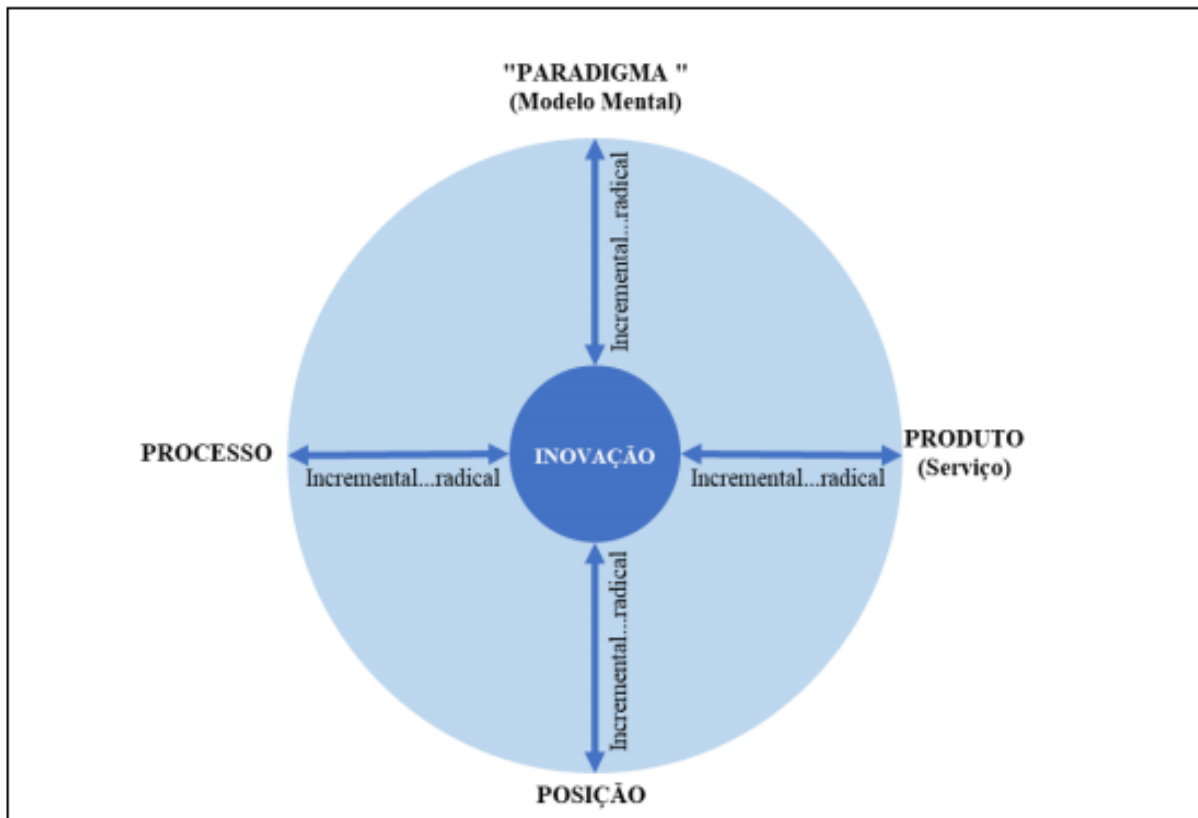 "PARADIGMA "
(Modelo Mental)
Incremental...radical
PROCESSO
Incremental...radical
INOVAÇÃO
Incremental...radical
PRODUTO
(Serviço)
Incremental...radical
POSIÇÃO